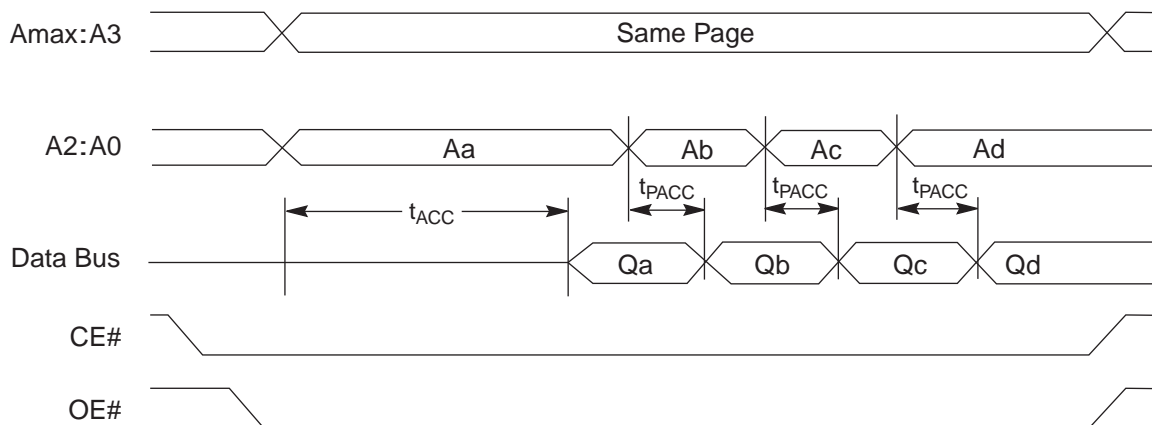 Amax:A3 Same Page
A2:A0 Aa Ab Ac Ad
tPACC tPACC tPACC
tACC
Data Bus Qa Qb Qc Qd
CE#
OE#